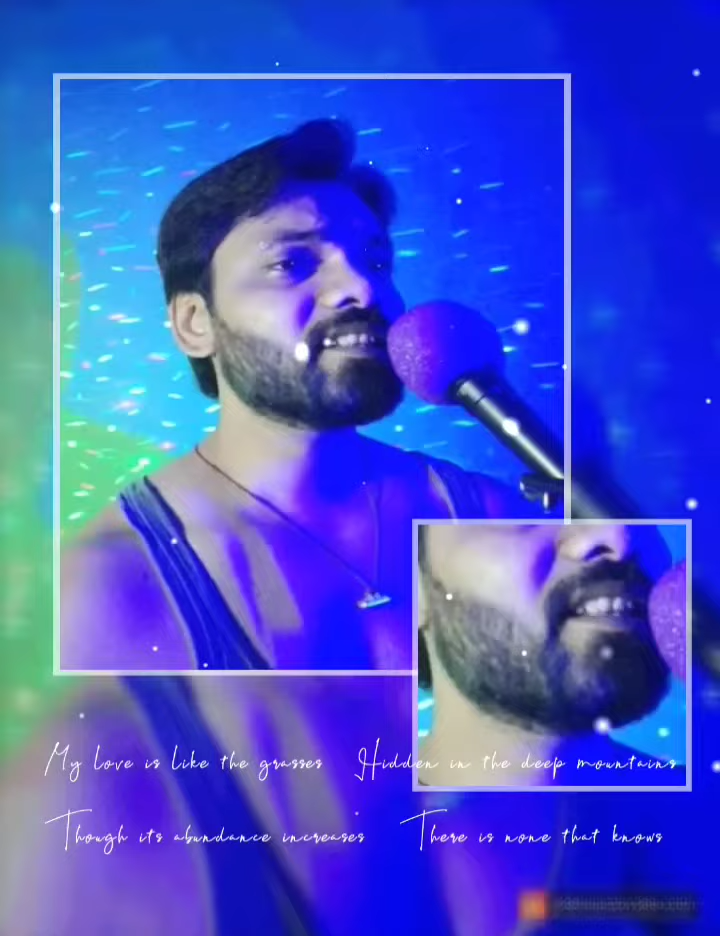 My love is like the grasses Hidden in the deep mountains
Though its abundance increases There is none that knows